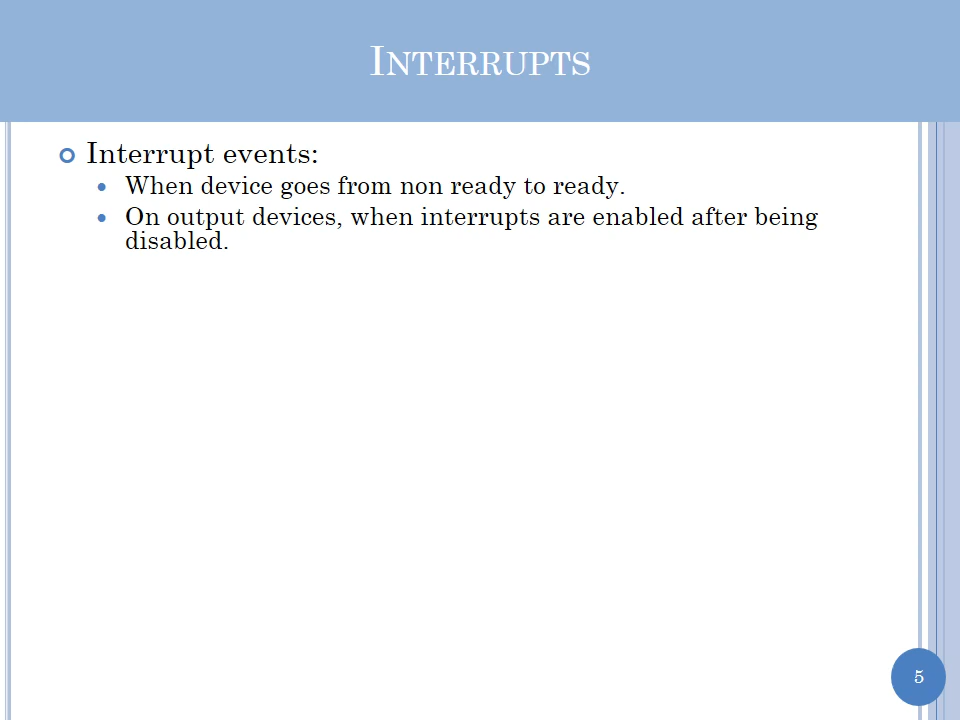 INTERRUPTS
Interrupt events:
When device goes from non ready to ready.
On output devices, when interrupts are enabled after being
disabled.
5